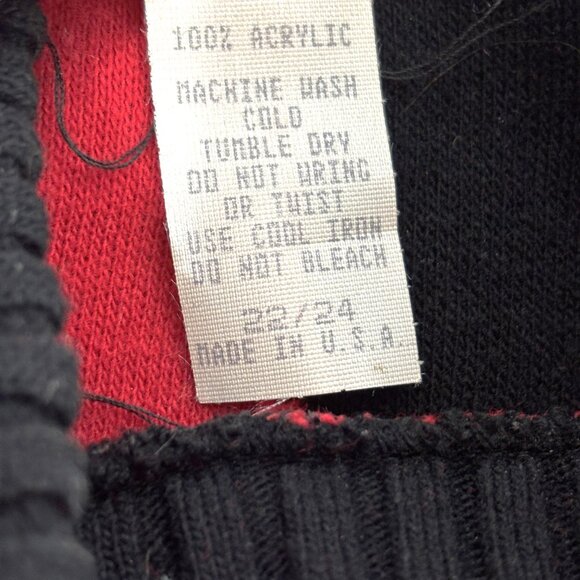 100% ACRYLIC
MACHINE WASH
COLD
TUMBLE DRY
DO NOT WRING
OR TWIST
USE COOL IRON
DO NOT BLEACH
22/24
MADE IN U.S.A.